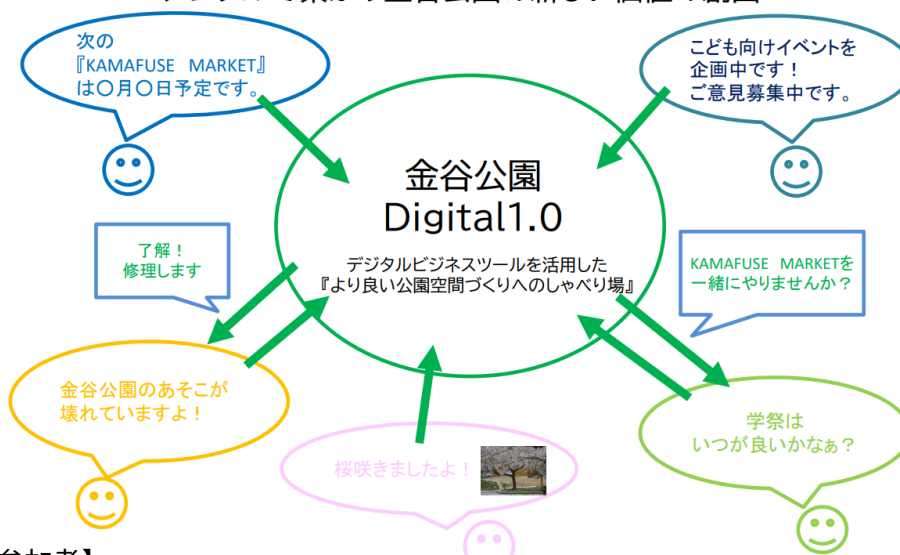 次の
『KAMAFUSE MARKET』
は〇月〇日予定です。
こども向けイベントを
企画中です！
ご意見募集中です。
金谷公園
Digital1.0
デジタルビジネスツールを活用した
『より良い公園空間づくりへのしゃべり場』
了解！
修理します
KAMAFUSE MARKETを
一緒にやりませんか？
金谷公園のあそこが
壊れていますよ！
桜咲きましたよ！
学祭は
いつが良いかなぁ？